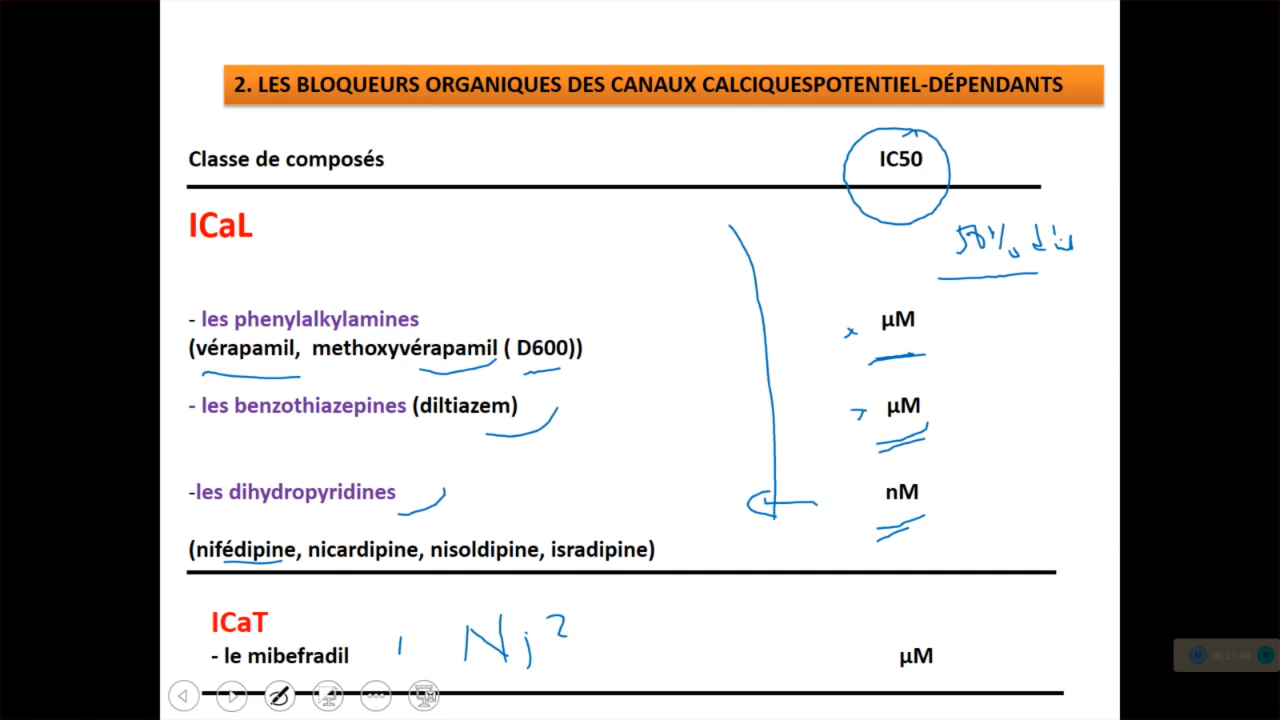 2. LES BLOQUEURS ORGANIQUES DES CANAUX CALCIQUESPOTENTIEL-DÉPENDANTS
Classe de composés IC50
ICaL
50%
- les phenylalkylamines µM
(vérapamil, methoxyvérapamil ( D600))
- les benzothiazepines (diltiazem) µM
-les dihydropyridines nM
(nifédipine, nicardipine, nisoldipine, isradipine)
ICaT
- le mibefradil Ni2 µM